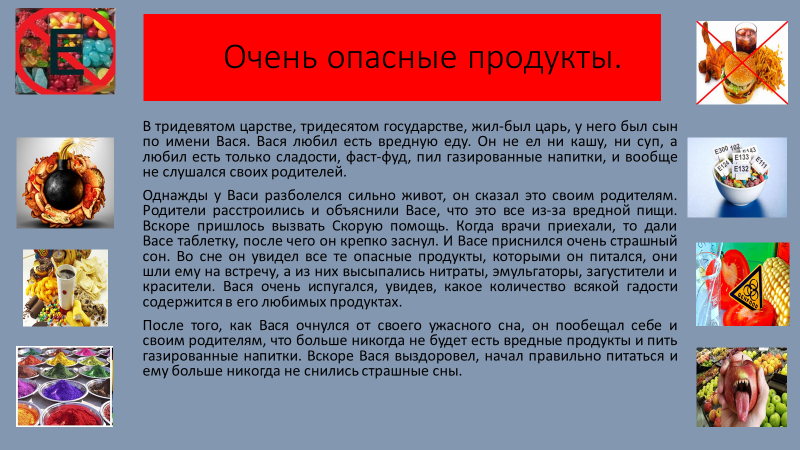 Очень опасные продукты.
В тридевятом царстве, тридесятом государстве, жил-был царь, у него был сын
по имени Вася. Вася любил есть вредную еду. Он не ел ни кашу, ни суп, а
любил есть только сладости, фаст-фуд, пил газированные напитки, и вообще
не слушался своих родителей.
Однажды у Васи разболелся сильно живот, он сказал это своим родителям.
Родители расстроились и объяснили Васе, что это все из-за вредной пищи.
Вскоре пришлось вызвать Скорую помощь. Когда врачи приехали, то дали
Васе таблетку, после чего он крепко заснул. И Васе приснился очень страшный
сон. Во сне он увидел все те опасные продукты, которыми он питался, они
шли ему на встречу, а из них высыпались нитраты, эмульгаторы, загустители и
красители. Вася очень испугался, увидев, какое количество всякой гадости
содержится в его любимых продуктах.
После того, как Вася очнулся от своего ужасного сна, он пообещал себе и
своим родителям, что больше никогда не будет есть вредные продукты и пить
газированные напитки. Вскоре Вася выздоровел, начал правильно питаться и
ему больше никогда не снились страшные сны.
E
E300
E133
E132
E111